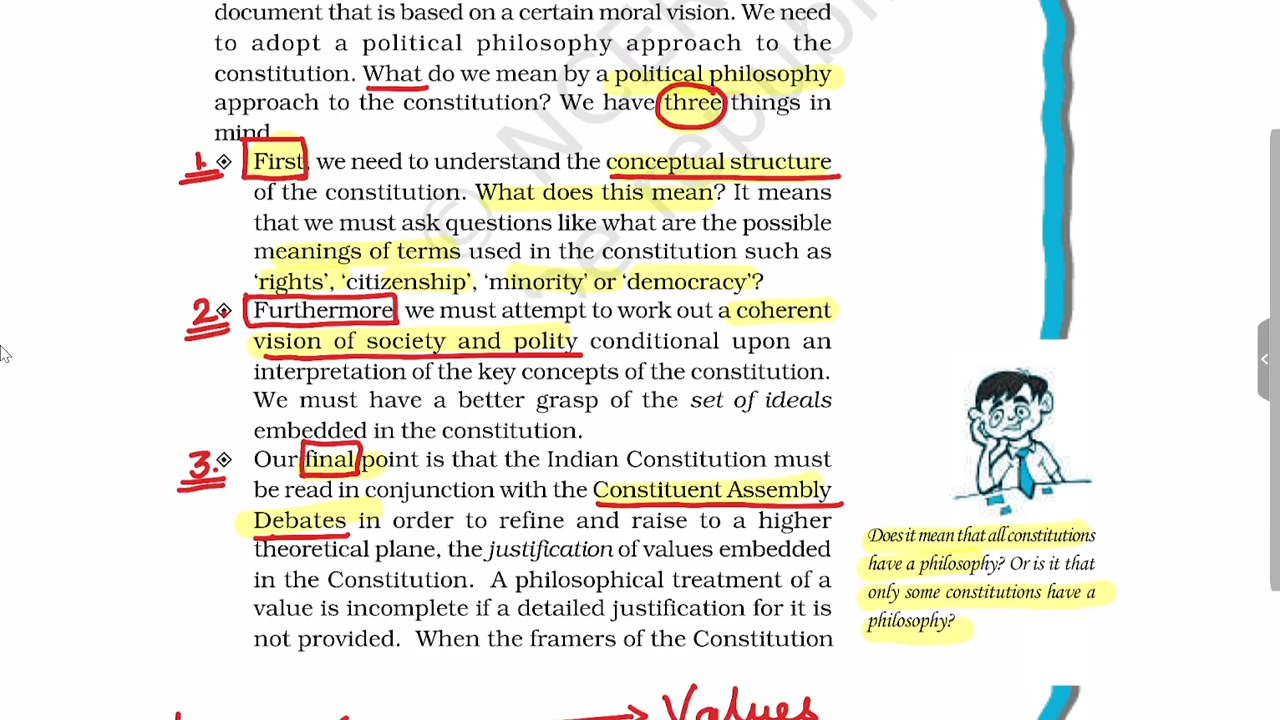 document that is based on a certain moral vision. We need
to adopt a political philosophy approach to the
constitution. What do we mean by a political philosophy
approach to the constitution? We have three things in
mind
1. First, we need to understand the conceptual structure
of the constitution. What does this mean? It means
that we must ask questions like what are the possible
meanings of terms used in the constitution such as
‘rights’, ‘citizenship’, ‘minority’ or ‘democracy’?
2. Furthermore, we must attempt to work out a coherent
vision of society and polity conditional upon an
interpretation of the key concepts of the constitution.
We must have a better grasp of the set of ideals
embedded in the constitution.
3. Our final point is that the Indian Constitution must
be read in conjunction with the Constituent Assembly
Debates in order to refine and raise to a higher
theoretical plane, the justification of values embedded
in the Constitution. A philosophical treatment of a
value is incomplete if a detailed justification for it is
not provided. When the framers of the Constitution
Does it mean that all constitutions
have a philosophy? Or is it that
only some constitutions have a
philosophy?
Values
© NCER
he republi